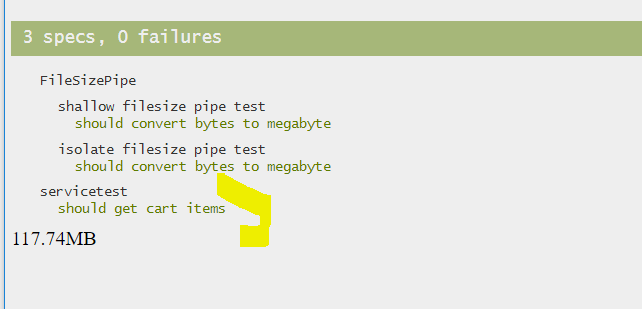 3 specs, 0 failures
FileSizePipe
shallow filesize pipe test
should convert bytes to megabyte
isolate filesize pipe test
should convert bytes to megabyte
servicetest
should get cart items
117.74MB